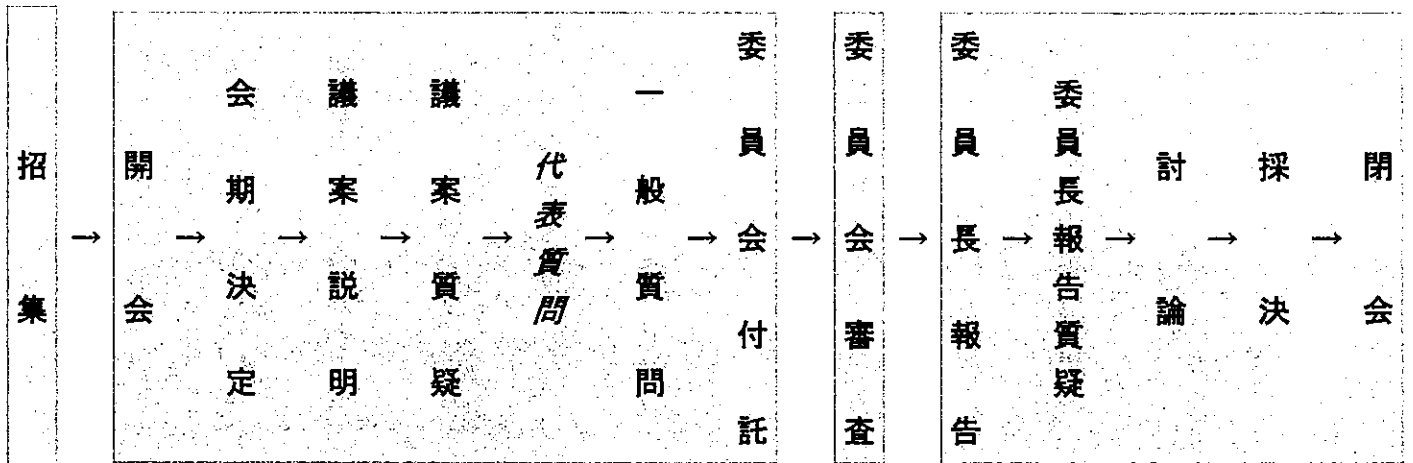 招集
→
開会
→
会期決定
→
議案説明
→
議案質疑
→
代表質問
→
一般質問
→
委員会付託
→
委員会審査
→
委員長報告
→
委員長報告質疑
→
討論
→
採決
→
閉会